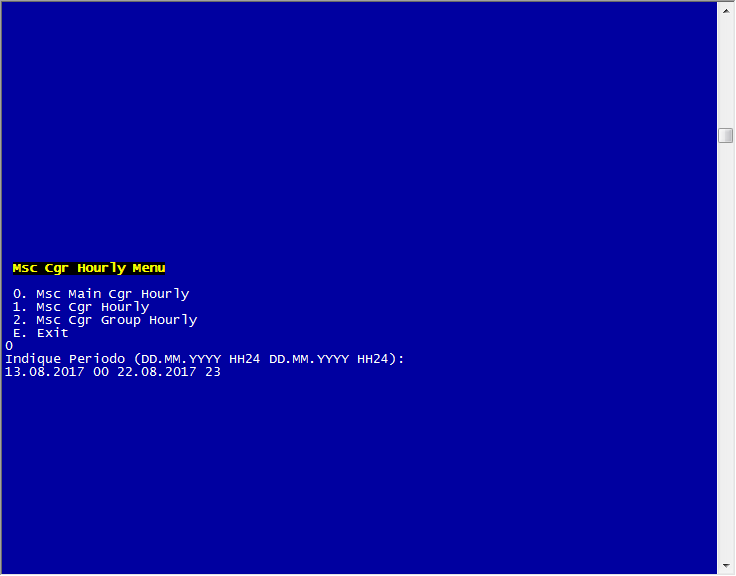 Msc Cgr Hourly Menu
0. Msc Main Cgr Hourly
1. Msc Cgr Hourly
2. Msc Cgr Group Hourly
E. Exit
0
Indique Periodo (DD.MM.YYYY HH24 DD.MM.YYYY HH24):
13.08.2017 00 22.08.2017 23